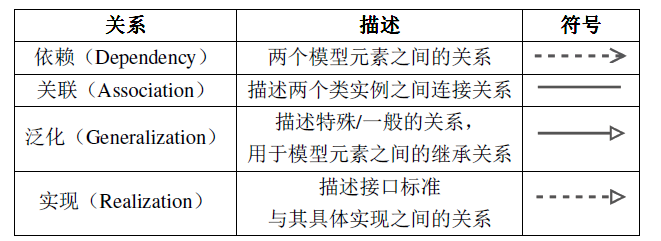 关系 描述 符号
依赖（Dependency） 两个模型元素之间的关系
关联（Association） 描述两个类实例之间连接关系
泛化（Generalization） 描述特殊/一般的关系，
用于模型元素之间的继承关系
实现（Realization） 描述接口标准
与其具体实现之间的关系